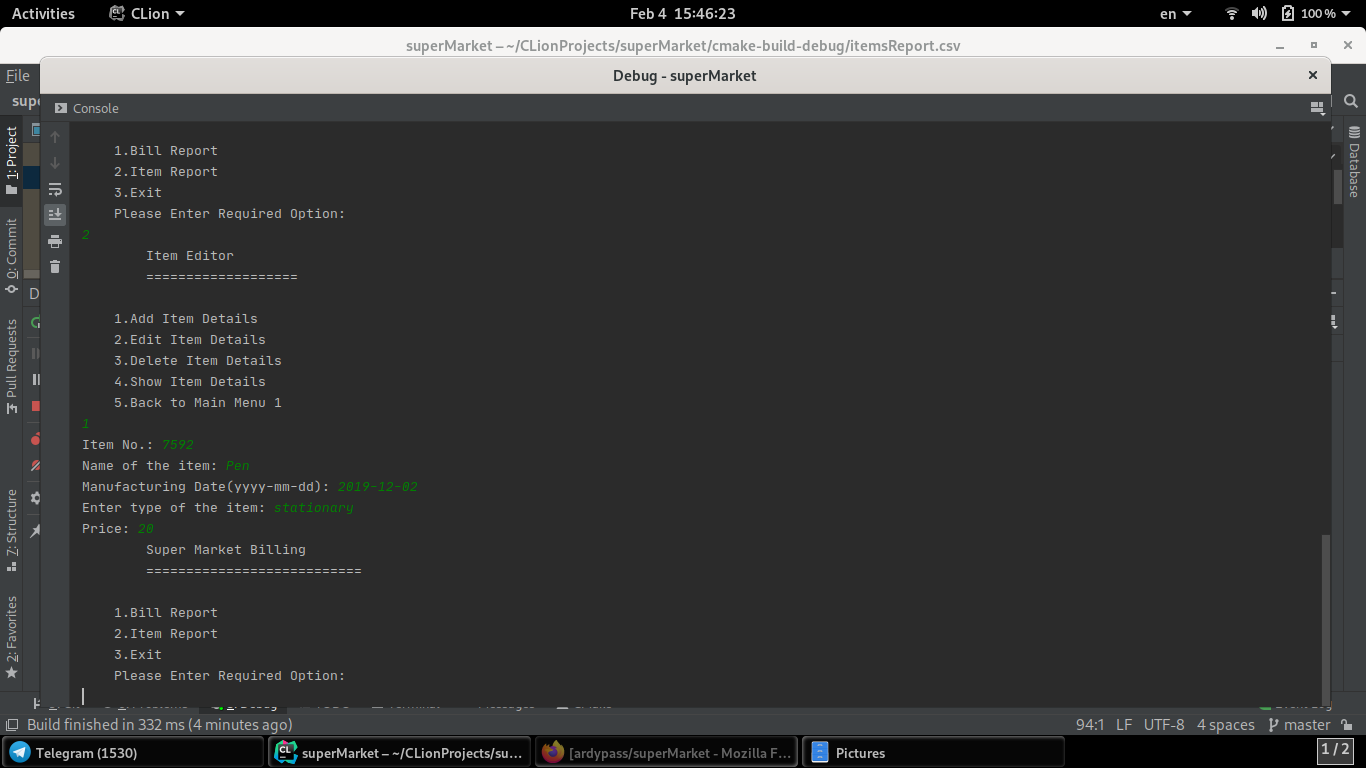 Activities CLion Feb 4 15:46:23 en 100 %
superMarket – ~/CLionProjects/superMarket/cmake-build-debug/itemsReport.csv
File
Debug - superMarket
Console
1: Project
0: Commit
Pull Requests
Z: Structure
2: Favorites
Database
1.Bill Report
2.Item Report
3.Exit
Please Enter Required Option:
2
Item Editor
===================
1.Add Item Details
2.Edit Item Details
3.Delete Item Details
4.Show Item Details
5.Back to Main Menu 1
1
Item No.: 7592
Name of the item: Pen
Manufacturing Date(yyyy-mm-dd): 2019-12-02
Enter type of the item: stationary
Price: 20
Super Market Billing
===========================
1.Bill Report
2.Item Report
3.Exit
Please Enter Required Option:
Build finished in 332 ms (4 minutes ago) 94:1 LF UTF-8 4 spaces master
Telegram (1530) superMarket – ~/CLionProjects/su... [ardypass/superMarket - Mozilla F... Pictures 1 / 2